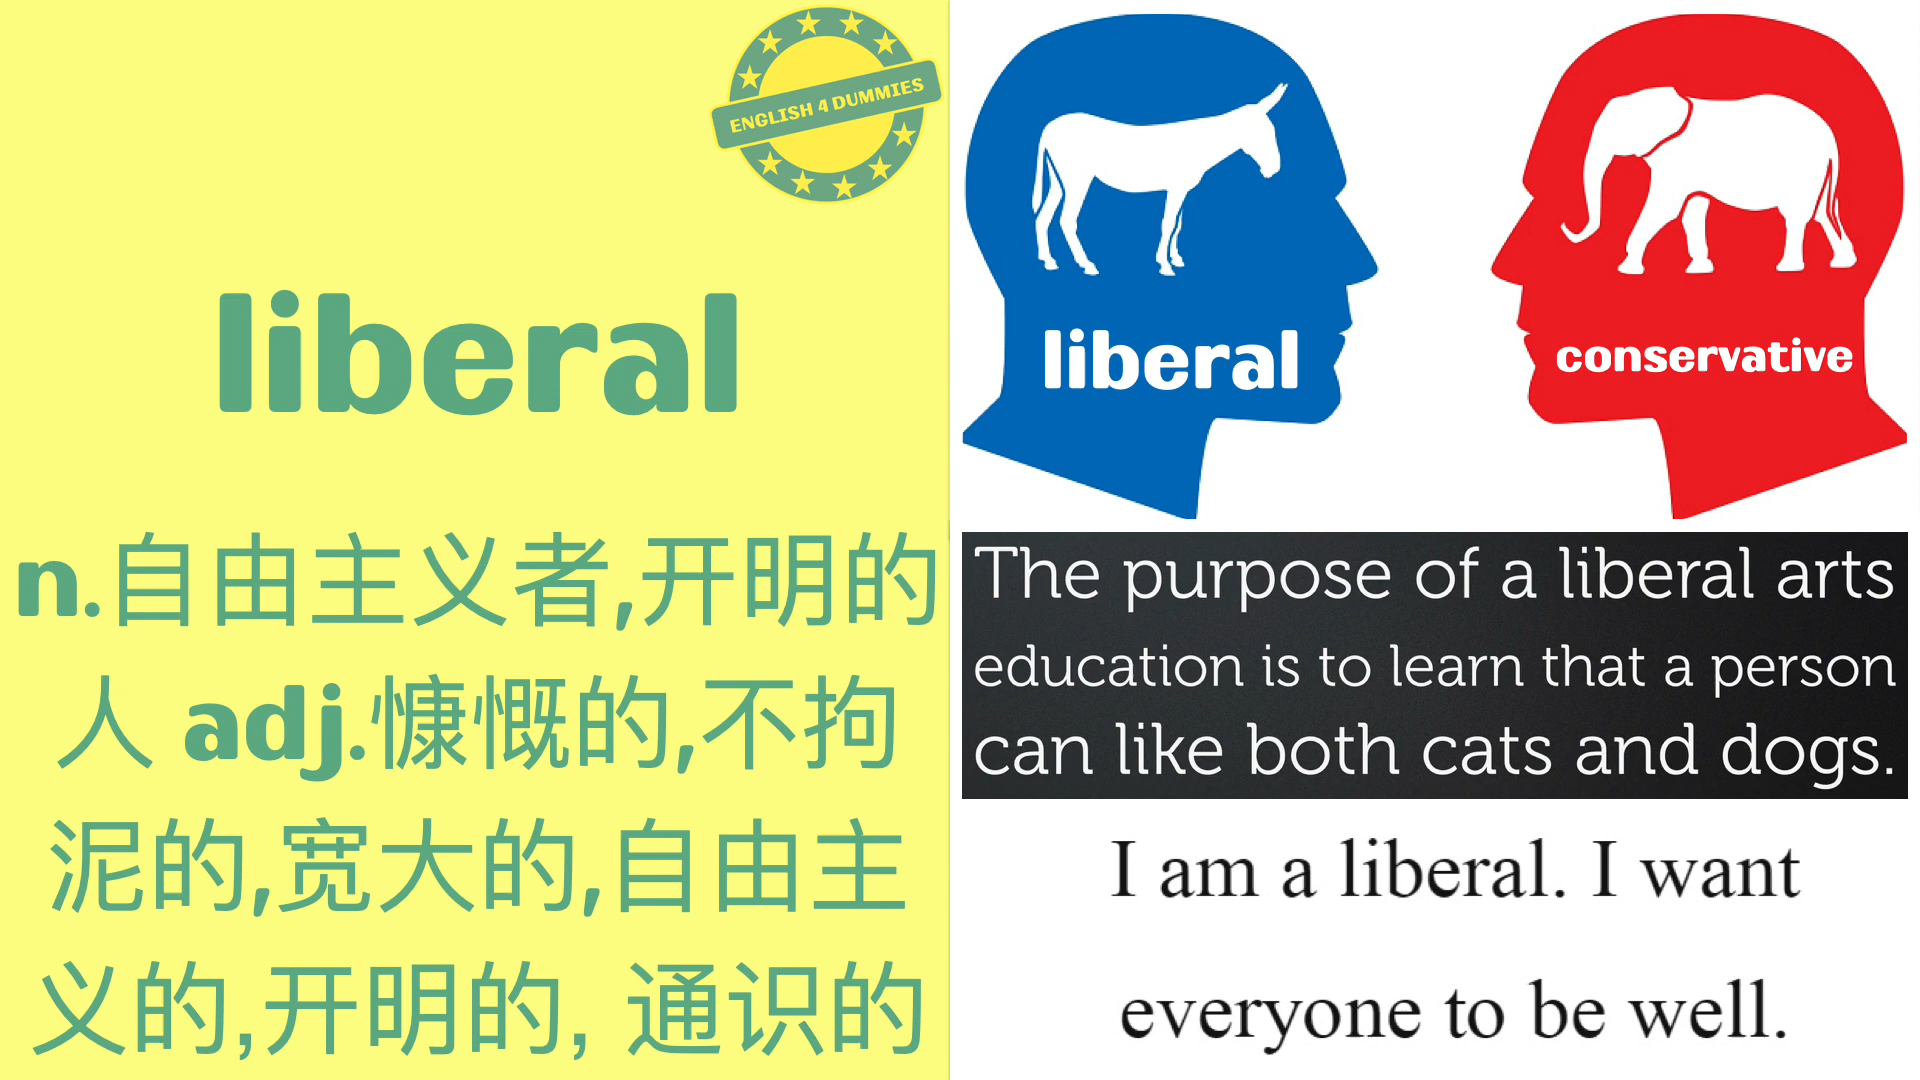 ENGLISH 4 DUMMIES
liberal
n.自由主义者,开明的
人 adj.慷慨的,不拘
泥的,宽大的,自由主
义的,开明的, 通识的
liberal
conservative
The purpose of a liberal arts
education is to learn that a person
can like both cats and dogs.
I am a liberal. I want
everyone to be well.